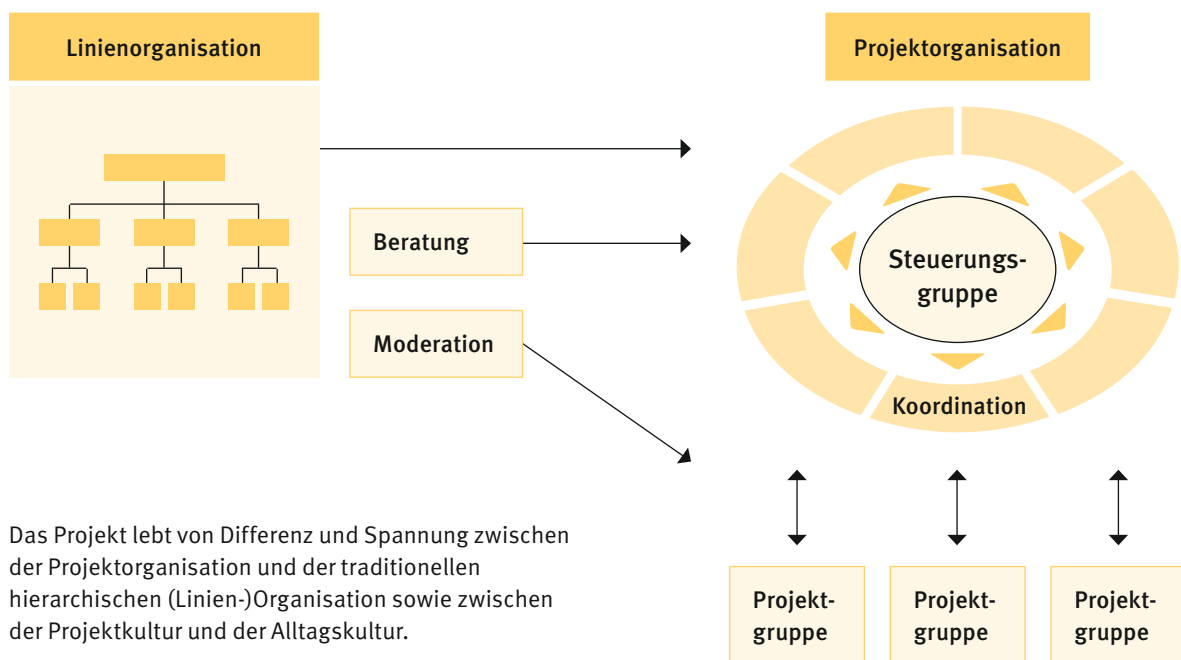 Linienorganisation
Projektorganisation
Beratung
Moderation
Steuerungs-
gruppe
Koordination
Das Projekt lebt von Differenz und Spannung zwischen
der Projektorganisation und der traditionellen
hierarchischen (Linien-)Organisation sowie zwischen
der Projektkultur und der Alltagskultur.
Projekt-
gruppe
Projekt-
gruppe
Projekt-
gruppe